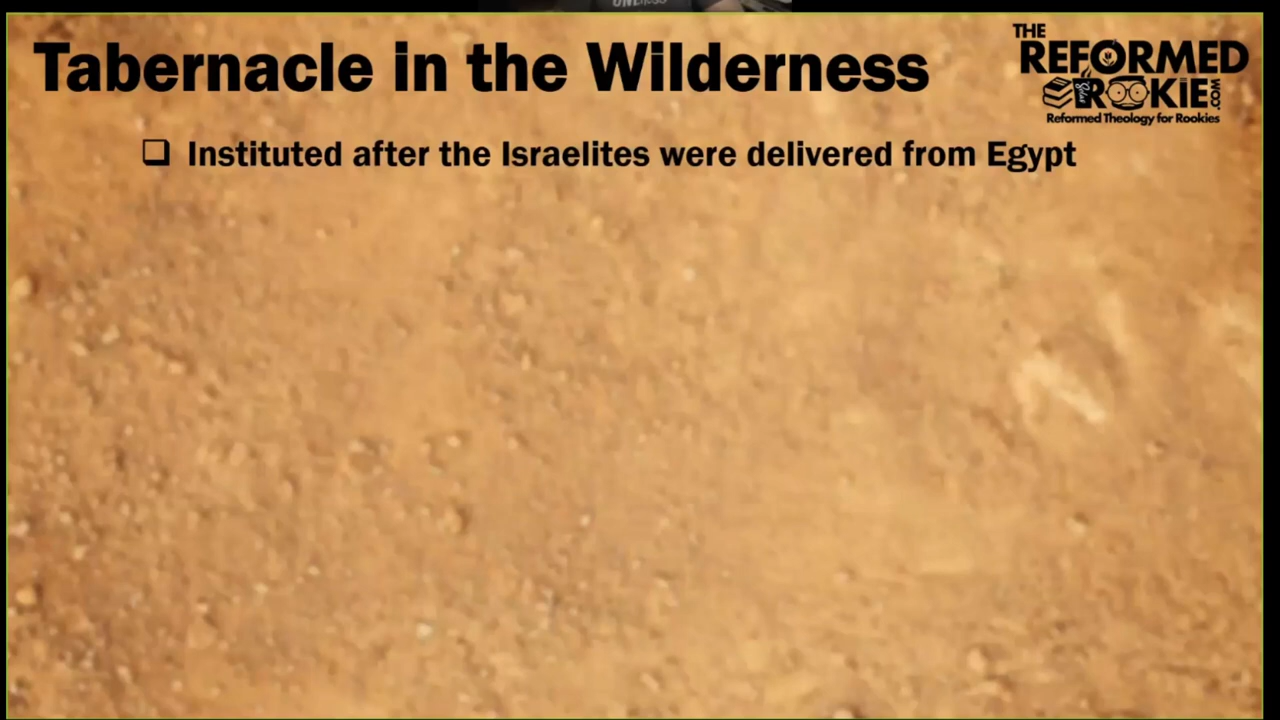 Tabernacle in the Wilderness
THE
REFORMED
ROOKIE
.COM
Reformed Theology for Rookies
❑ Instituted after the Israelites were delivered from Egypt